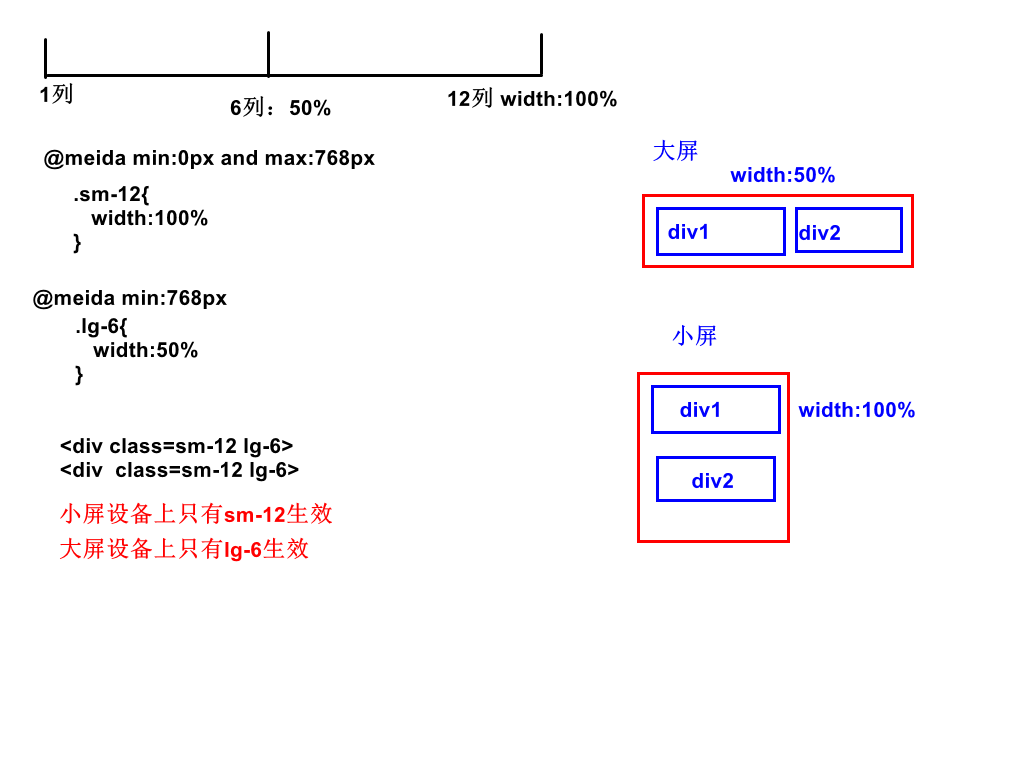 1列
6列：50%
12列 width:100%
@meida min:0px and max:768px
.sm-12{
width:100%
}
@meida min:768px
.lg-6{
width:50%
}
<div class=sm-12 lg-6>
<div  class=sm-12 lg-6>
小屏设备上只有sm-12生效
大屏设备上只有lg-6生效
大屏
width:50%
div1
div2
小屏
div1
width:100%
div2